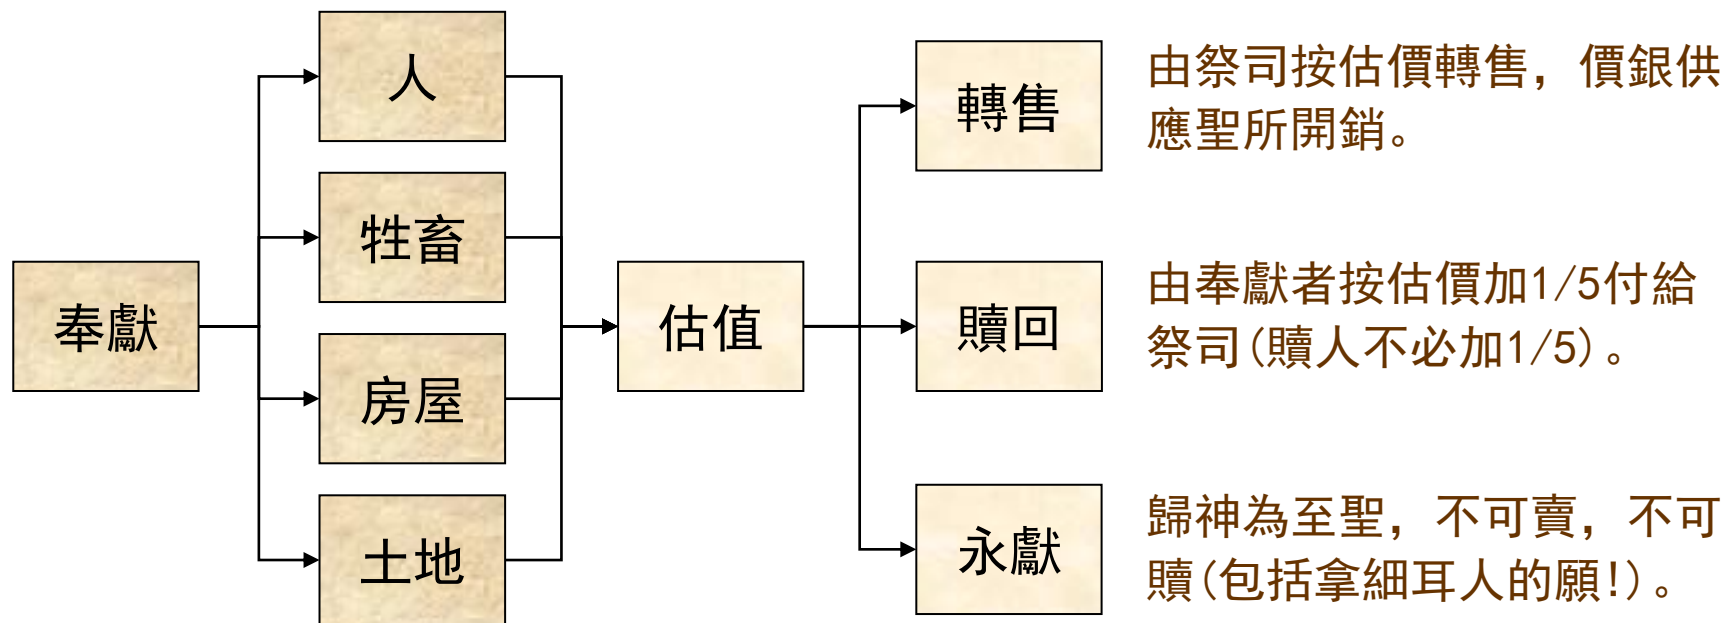 奉獻
人
牲畜
房屋
土地
估值
轉售
由祭司按估價轉售，價銀供
應聖所開銷。
贖回
由奉獻者按估價加1/5付給
祭司(贖人不必加1/5)。
永獻
歸神為至聖，不可賣，不可
贖(包括拿細耳人的願!)。